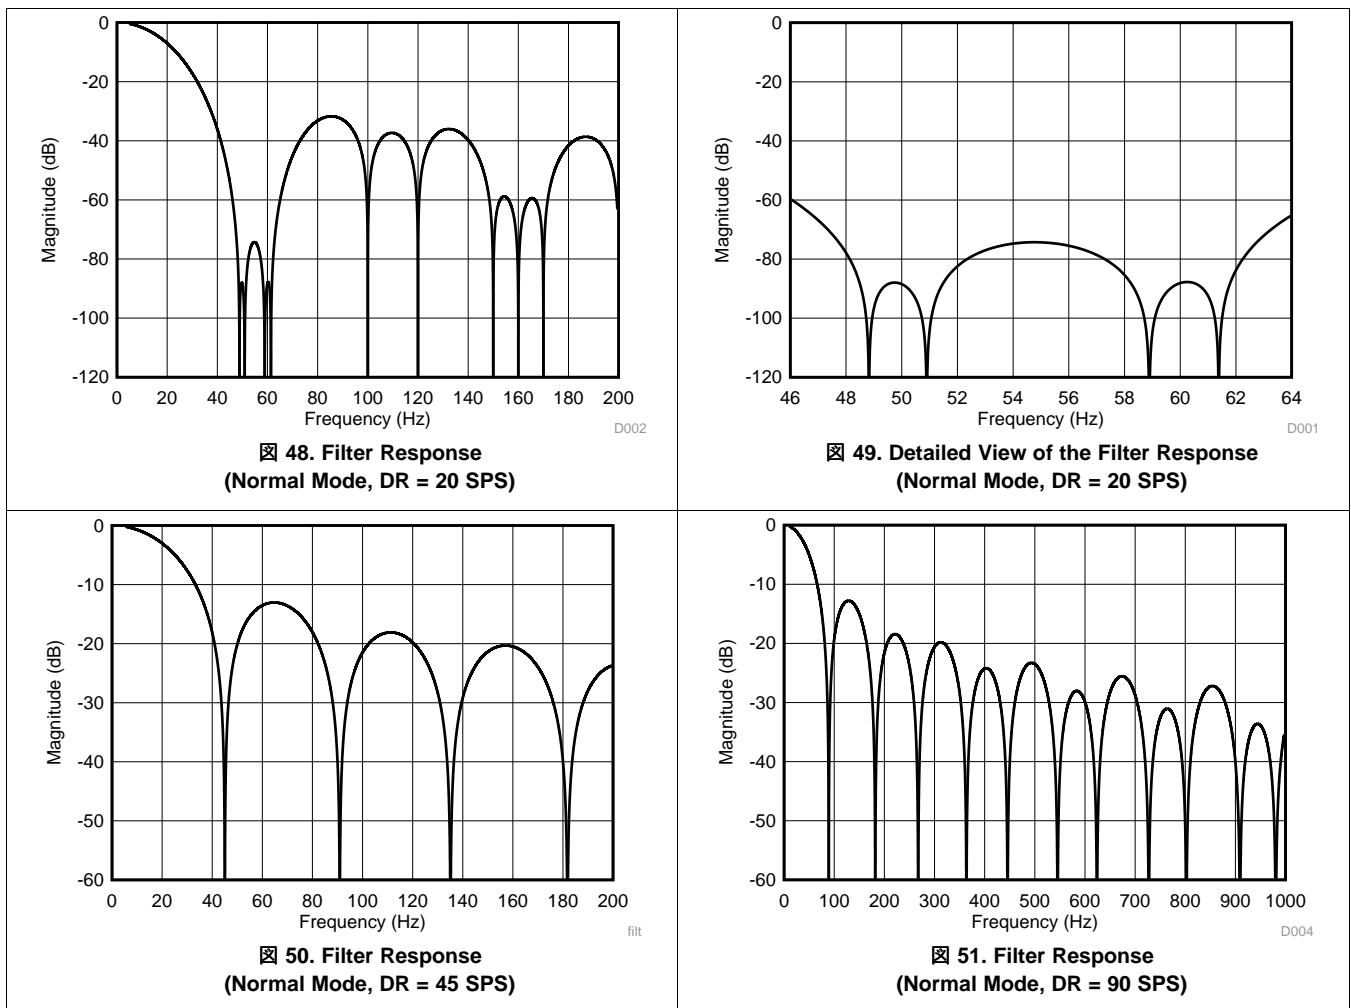 0
-20
-40
-60
-80
-100
-120
Magnitude (dB)
0 20 40 60 80 100 120 140 160 180 200
Frequency (Hz)
D002
図 48. Filter Response
(Normal Mode, DR = 20 SPS)
0
-20
-40
-60
-80
-100
-120
Magnitude (dB)
46 48 50 52 54 56 58 60 62 64
Frequency (Hz)
D001
図 49. Detailed View of the Filter Response
(Normal Mode, DR = 20 SPS)
0
-10
-20
-30
-40
-50
-60
Magnitude (dB)
0 20 40 60 80 100 120 140 160 180 200
Frequency (Hz)
filt
図 50. Filter Response
(Normal Mode, DR = 45 SPS)
0
-10
-20
-30
-40
-50
-60
Magnitude (dB)
0 100 200 300 400 500 600 700 800 900 1000
Frequency (Hz)
D004
図 51. Filter Response
(Normal Mode, DR = 90 SPS)